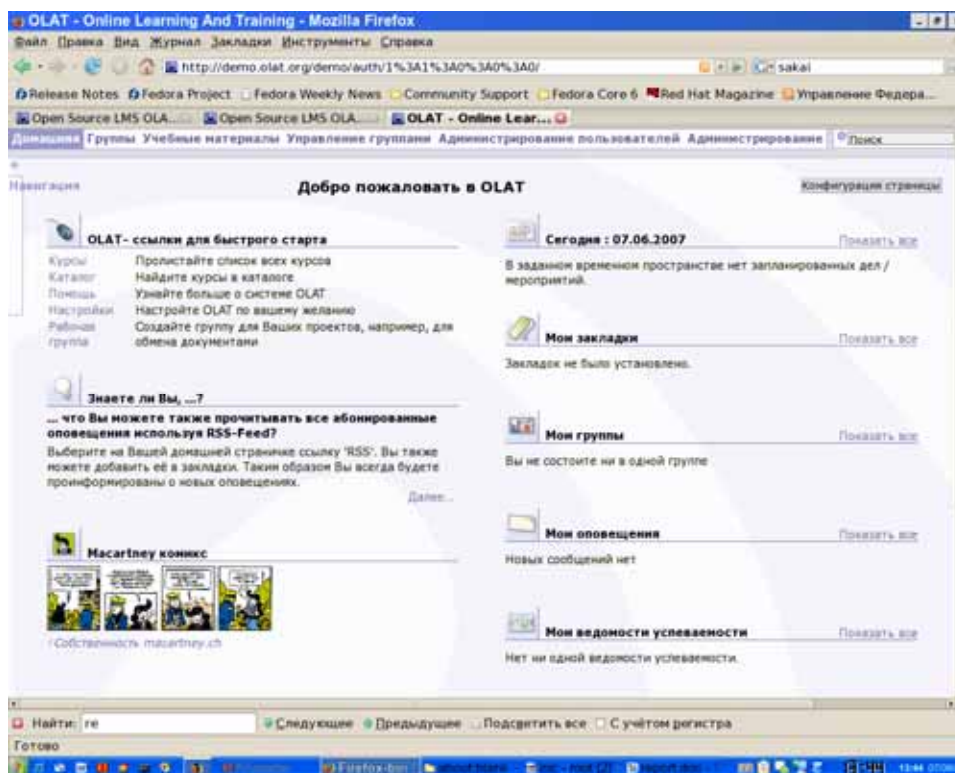 OLAT - Online Learning And Training - Mozilla Firefox
Файл Правка Вид Журнал Закладки Инструменты Справка
http://demo.olat.org/demo/auth/1%3A1%3A0%3A0%3A0/ sakai
Release Notes Fedora Project Fedora Weekly News Community Support Fedora Core 6 Red Hat Magazine Управление Федера...
Open Source LMS OLA... Open Source LMS OLA... OLAT - Online Lear...
Домашняя Группы Учебные материалы Управление группами Администрирование пользователей Администрирование Поиск
Навигация
Добро пожаловать в OLAT
Конфигурация страницы
OLAT- ссылки для быстрого старта
Курсы Пролистайте список всех курсов
Каталог Найдите курсы в каталоге
Помощь Узнайте больше о системе OLAT
Настройки Настройте OLAT по вашему желанию
Рабочая Создайте группу для Ваших проектов, например, для
группа обмена документами
Знаете ли Вы, ...?
... что Вы можете также прочитывать все абонированные
оповещения используя RSS-Feed?
Выберите на Вашей домашней страничке ссылку 'RSS'. Вы также
можете добавить её в закладки. Таким образом Вы всегда будете
проинформированы о новых оповещениях.
Далее...
Macartney комикс
Собственность macartney.ch
Сегодня : 07.06.2007 Показать все
В заданном временном пространстве нет запланированных дел /
мероприятий.
Мои закладки Показать все
Закладок не было установлено.
Мои группы Показать все
Вы не состоите ни в одной группе
Мои оповещения Показать все
Новых сообщений нет
Мои ведомости успеваемости Показать все
Нет ни одной ведомости успеваемости.
Найти: re Следующее Предыдущее Подсветить все С учётом регистра
Готово
Firefox-bin about:blank report.doc 13:44